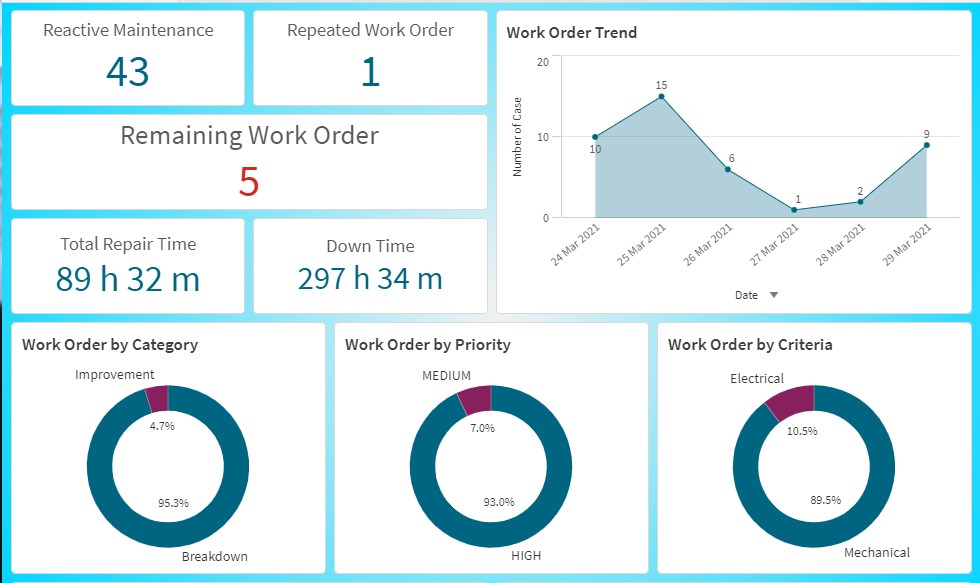 Reactive Maintenance
43
Repeated Work Order
1
Remaining Work Order
5
Total Repair Time
89 h 32 m
Down Time
297 h 34 m
Work Order Trend
Number of Case
20
10
0
10
15
6
1
2
9
24 Mar 2021
25 Mar 2021
26 Mar 2021
27 Mar 2021
28 Mar 2021
29 Mar 2021
Date
Work Order by Category
Improvement
4.7%
95.3%
Breakdown
Work Order by Priority
MEDIUM
7.0%
93.0%
HIGH
Work Order by Criteria
Electrical
10.5%
89.5%
Mechanical